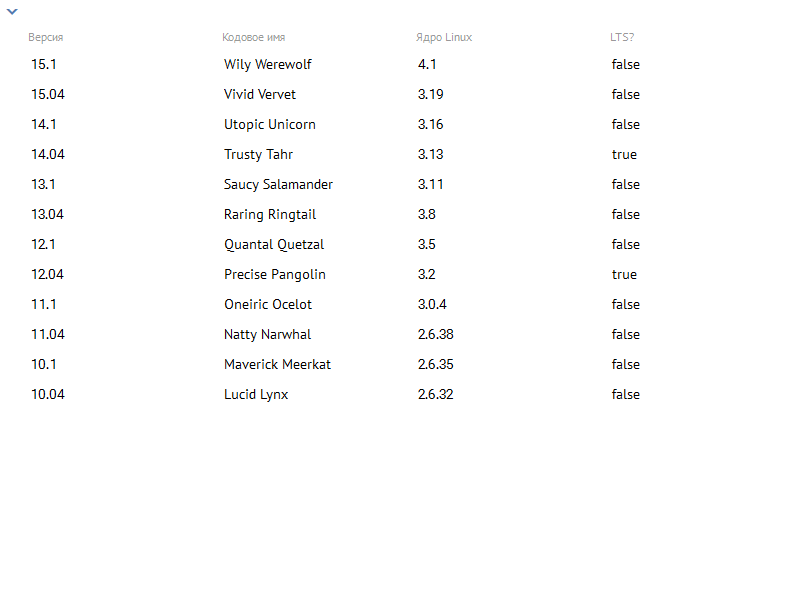 Версия Кодовое имя Ядро Linux LTS?
15.1 Wily Werewolf 4.1 false
15.04 Vivid Vervet 3.19 false
14.1 Utopic Unicorn 3.16 false
14.04 Trusty Tahr 3.13 true
13.1 Saucy Salamander 3.11 false
13.04 Raring Ringtail 3.8 false
12.1 Quantal Quetzal 3.5 false
12.04 Precise Pangolin 3.2 true
11.1 Oneiric Ocelot 3.0.4 false
11.04 Natty Narwhal 2.6.38 false
10.1 Maverick Meerkat 2.6.35 false
10.04 Lucid Lynx 2.6.32 false